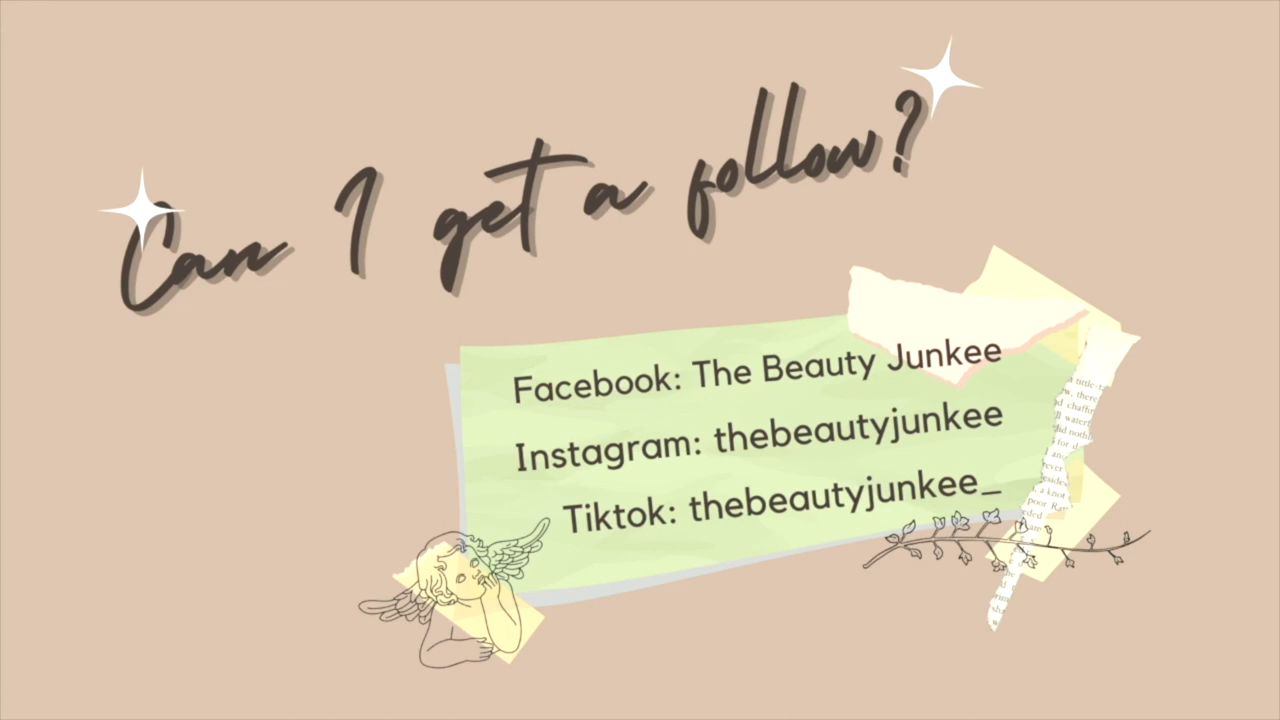 Can I get a follow?
Facebook: The Beauty Junkee
Instagram: thebeautyjunkee
Tiktok: thebeautyjunkee_